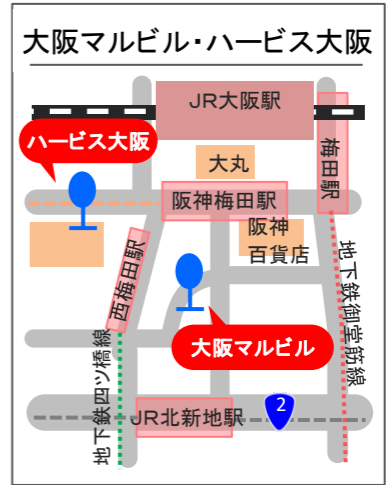 大阪マルビル・ハービス大阪
JR大阪駅
ハービス大阪
大丸
梅田駅
阪神梅田駅
阪神
百貨店
西梅田駅
地下鉄御堂筋線
大阪マルビル
地下鉄四ツ橋線
JR北新地駅
2